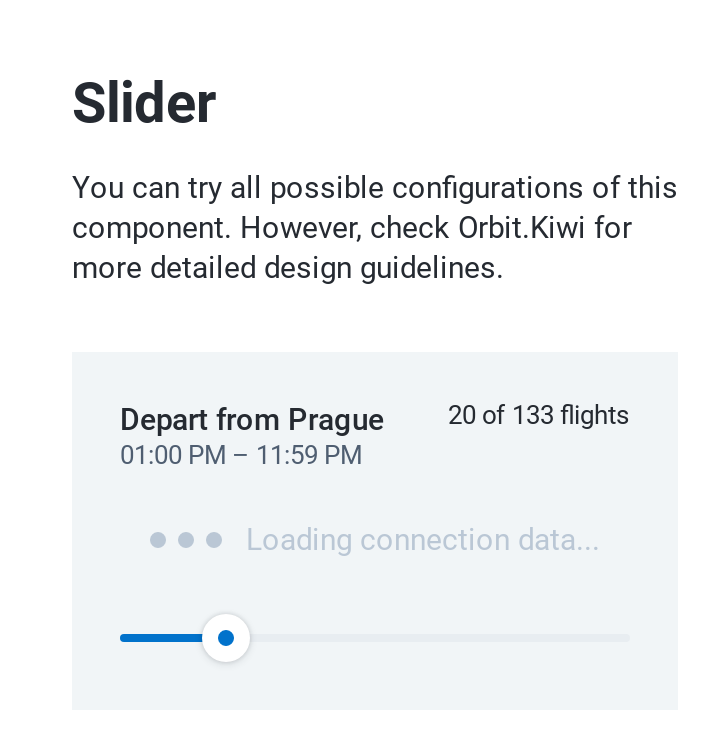 Slider
You can try all possible configurations of this
component. However, check Orbit.Kiwi for
more detailed design guidelines.
Depart from Prague
20 of 133 flights
01:00 PM – 11:59 PM
Loading connection data...